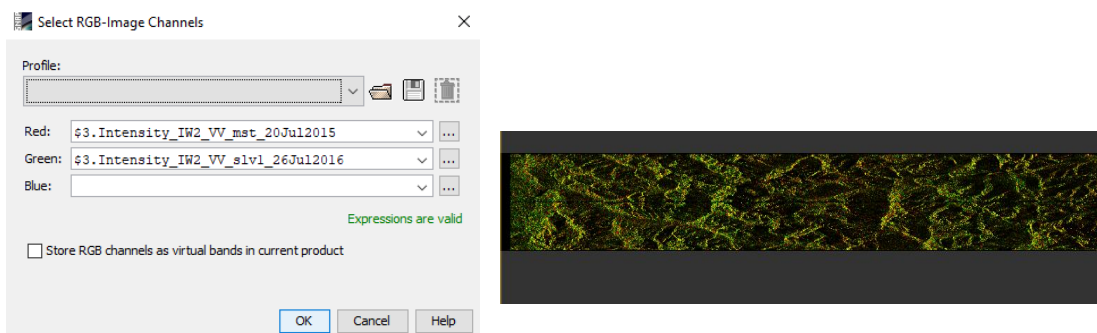 Select RGB-Image Channels
Profile:
Red: $3.Intensity_IW2_VV_mst_20Jul2015 ...
Green: $3.Intensity_IW2_VV_slv1_26Jul2016 ...
Blue: ...
Expressions are valid
Store RGB channels as virtual bands in current product
OK Cancel Help